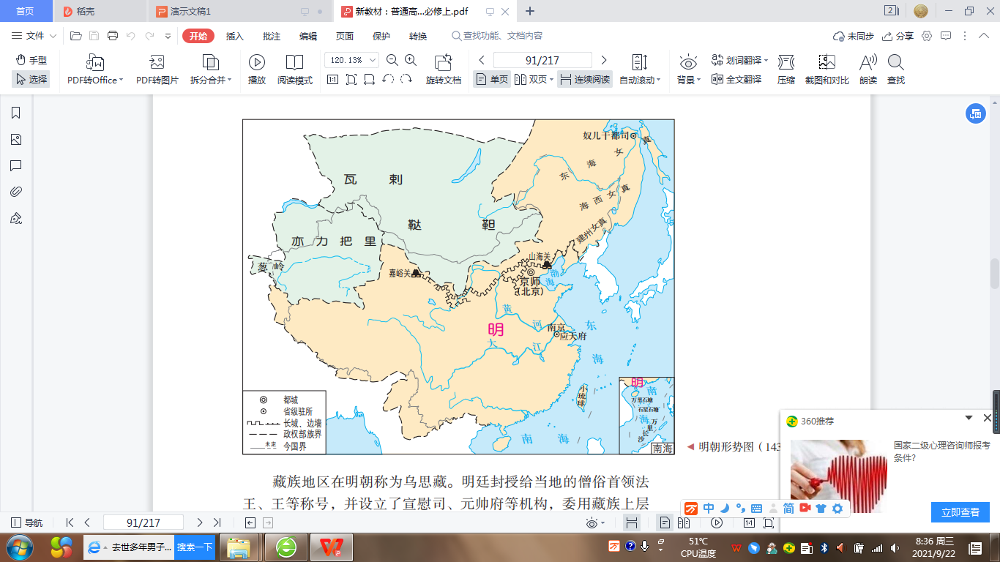 首页
稻壳
演示文稿1
新教材：普通高...必修上.pdf
2
文件
开始
插入
批注
编辑
页面
保护
转换
查找功能、文档内容
未同步
分享
手型
选择
PDF转Office
PDF转图片
拆分合并
播放
阅读模式
120.13%
1:1
旋转文档
91/217
单页
双页
连续阅读
自动滚动
背景
划词翻译
全文翻译
压缩
截图和对比
朗读
查找
奴儿干都司
东海女真
海西女真
建州女真
瓦剌
鞑靼
亦力把里
葱岭
嘉峪关
山海关
京师
（北京）
渤海
黄河
明
大江
南京
应天府
东海
小琉球
南海
明
南海
万里石塘
石星石塘
万里长沙
南海
都城
省级驻所
长城、边墙
政权部族界
未定
今国界
明朝形势图（143
藏族地区在明朝称为乌思藏。明廷封授给当地的僧俗首领法
王、王等称号，并设立了宣慰司、元帅府等机构，委用藏族上层
360推荐
国家二级心理咨询师报考
条件?
立即查看
中
简
导航
91/217
1:1
去世多年男子...
搜索一下
51℃
CPU温度
8:36 周三
2021/9/22